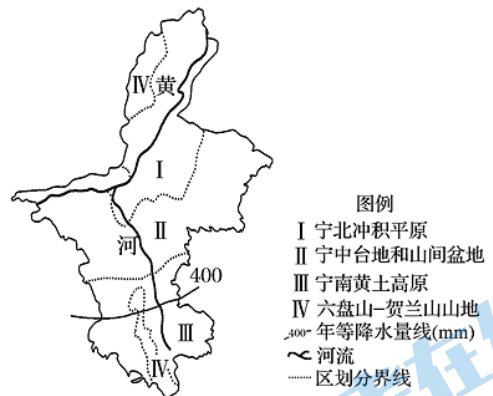 Ⅳ 黄
Ⅰ
河 Ⅱ
400
Ⅲ
Ⅳ
图例
Ⅰ 宁北冲积平原
Ⅱ 宁中台地和山间盆地
Ⅲ 宁南黄土高原
Ⅳ 六盘山-贺兰山山地
400 年等降水量线(mm)
河流
区划分界线